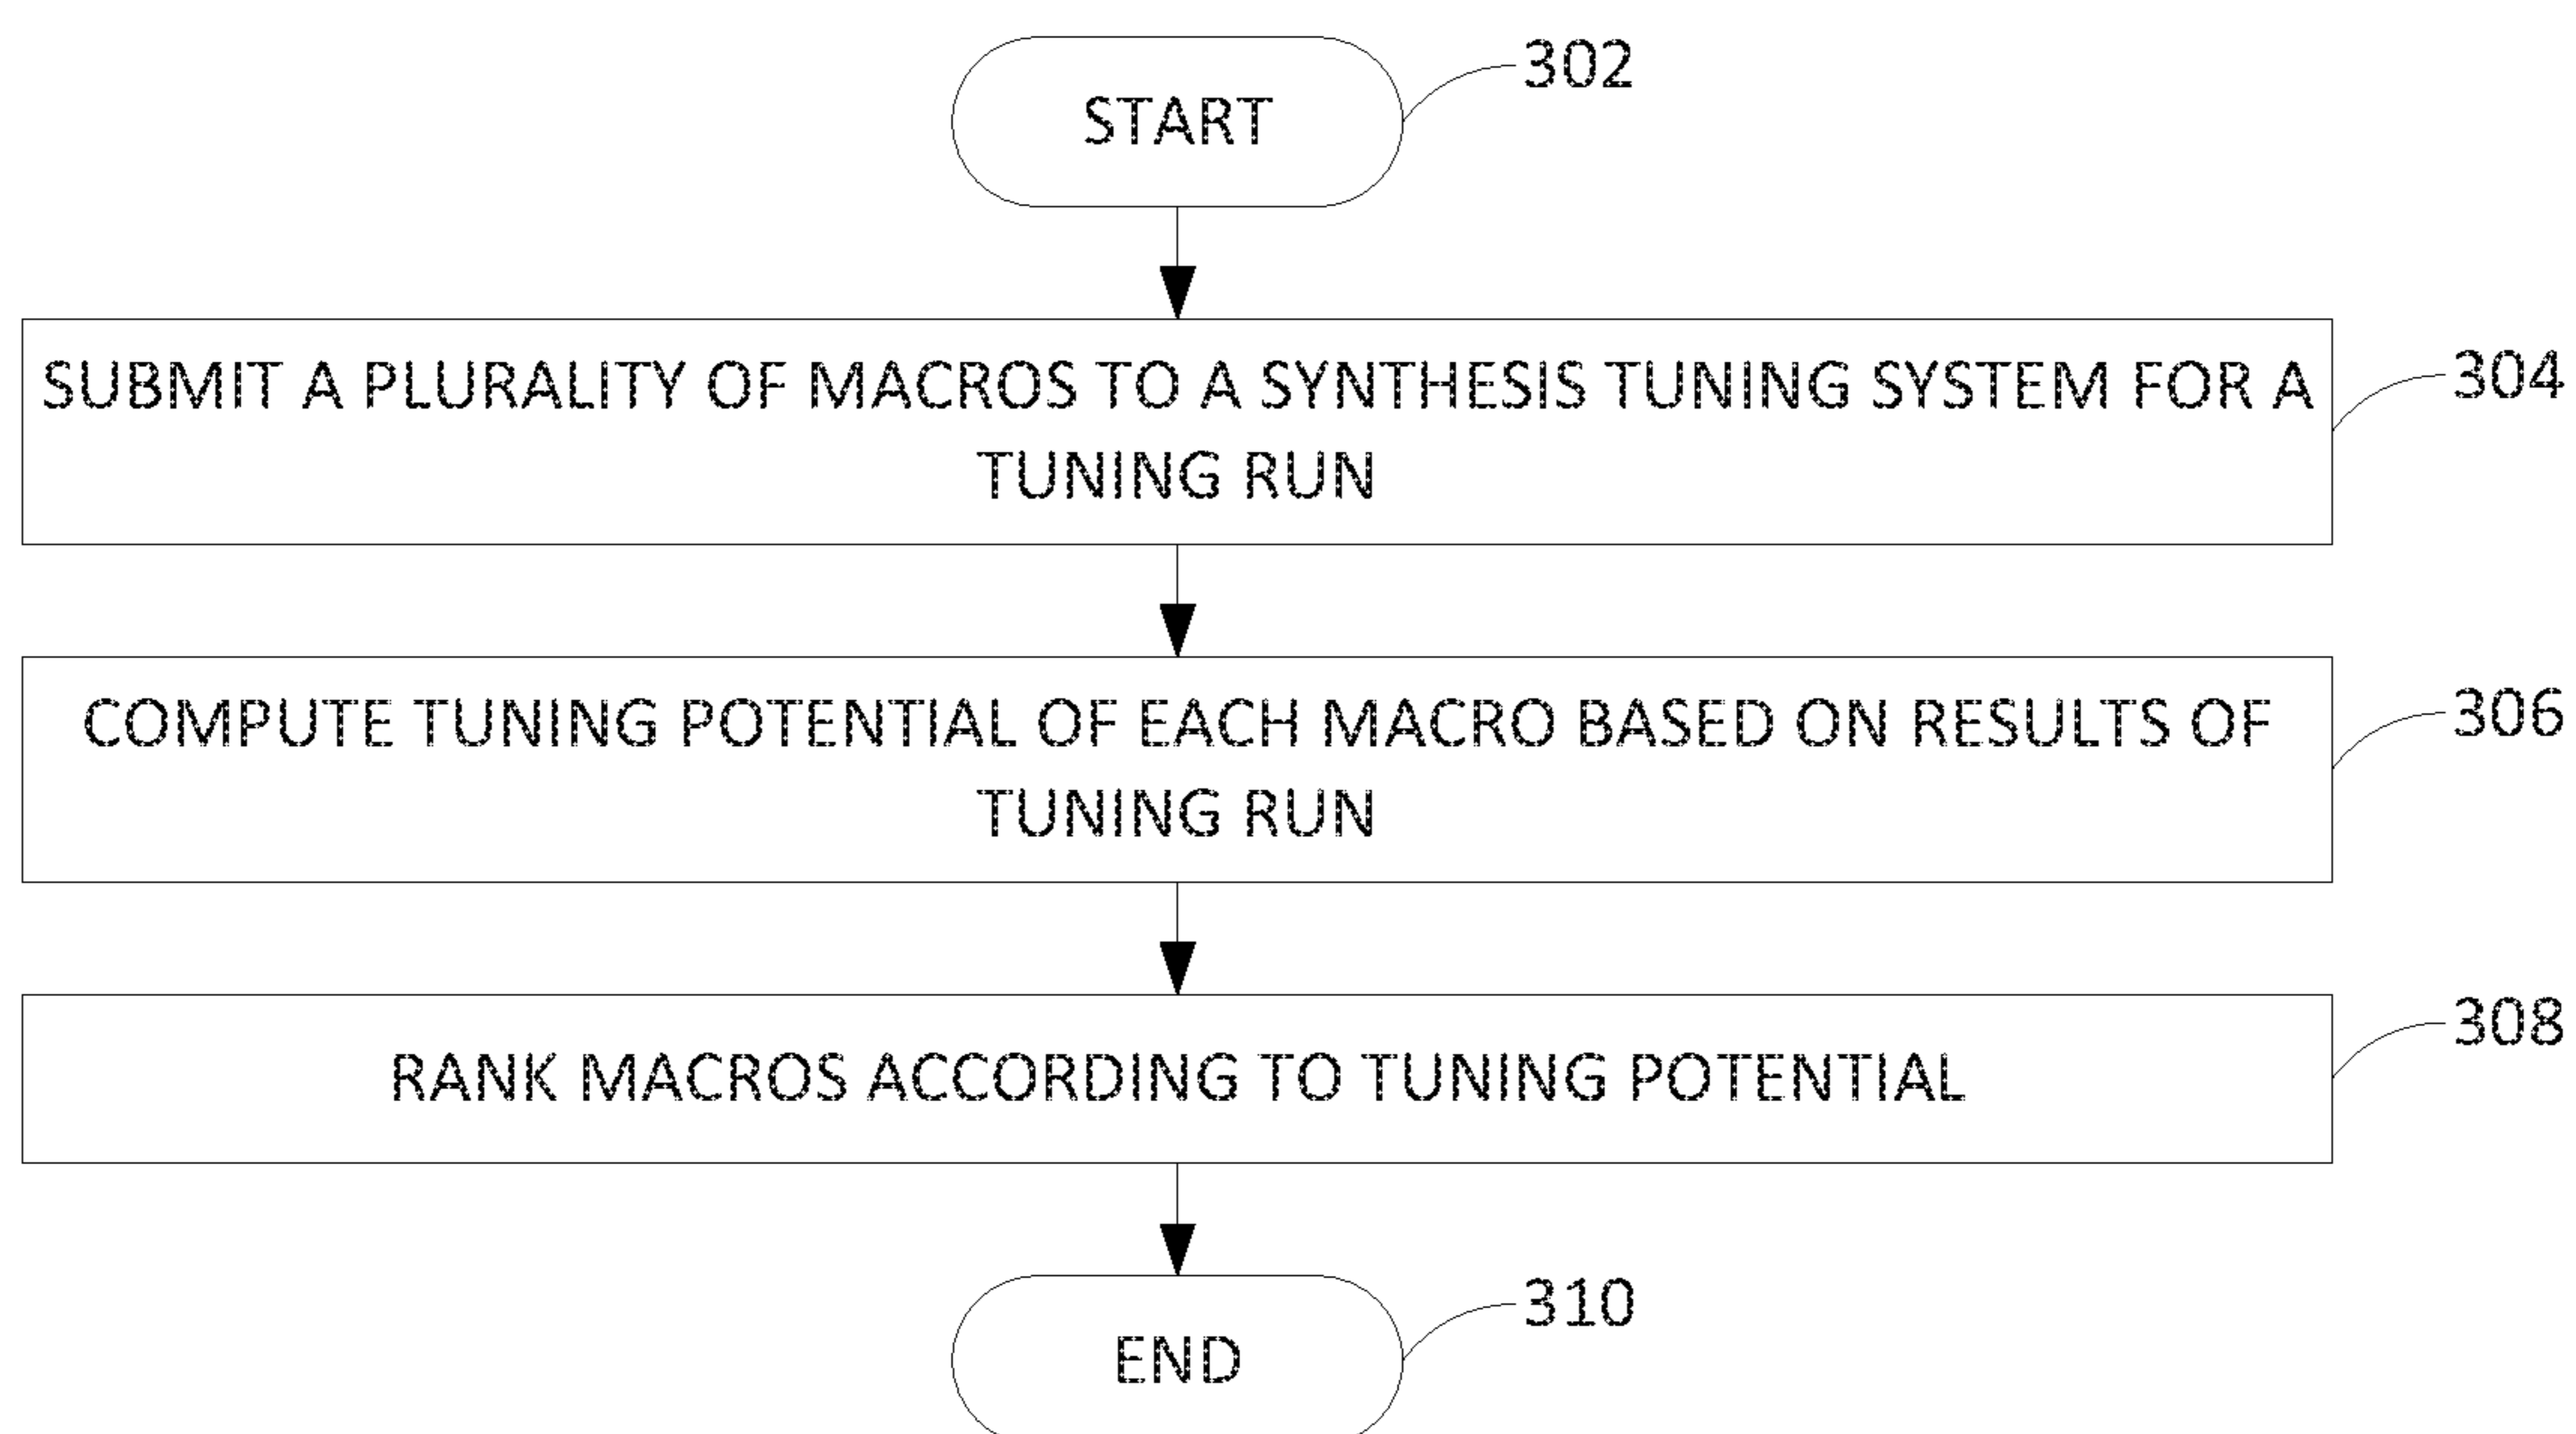 START
302
SUBMIT A PLURALITY OF MACROS TO A SYNTHESIS TUNING SYSTEM FOR A
TUNING RUN
304
COMPUTE TUNING POTENTIAL OF EACH MACRO BASED ON RESULTS OF
TUNING RUN
306
RANK MACROS ACCORDING TO TUNING POTENTIAL
308
END
310